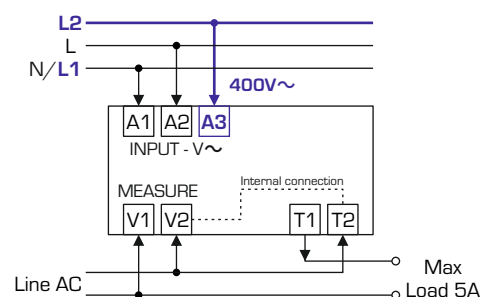 L2
L
N/L1
400V~
A1 A2 A3
INPUT - V~
MEASURE
Internal connection
V1 V2 T1 T2
Line AC
Max
Load 5A